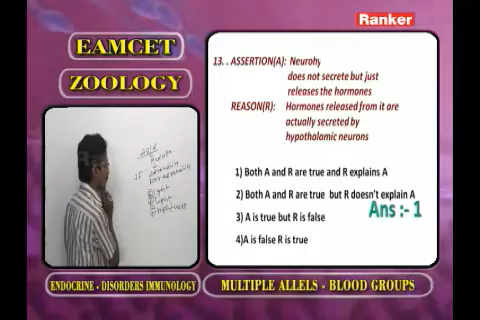 Ranker
EAMCET
ZOOLOGY
13. . ASSERTION(A): Neurohy
does not secrete but just
releases the hormones
REASON(R): Hormones released from it are
actually secreted by
hypothalamic neurons
1) Both A and R are true and R explains A
2) Both A and R are true but R doesn't explain A
3) A is true but R is false
4)A is false R is true
Ans :- 1
ENDOCRINE - DISORDERS IMMUNOLOGY
MULTIPLE ALLELS - BLOOD GROUPS